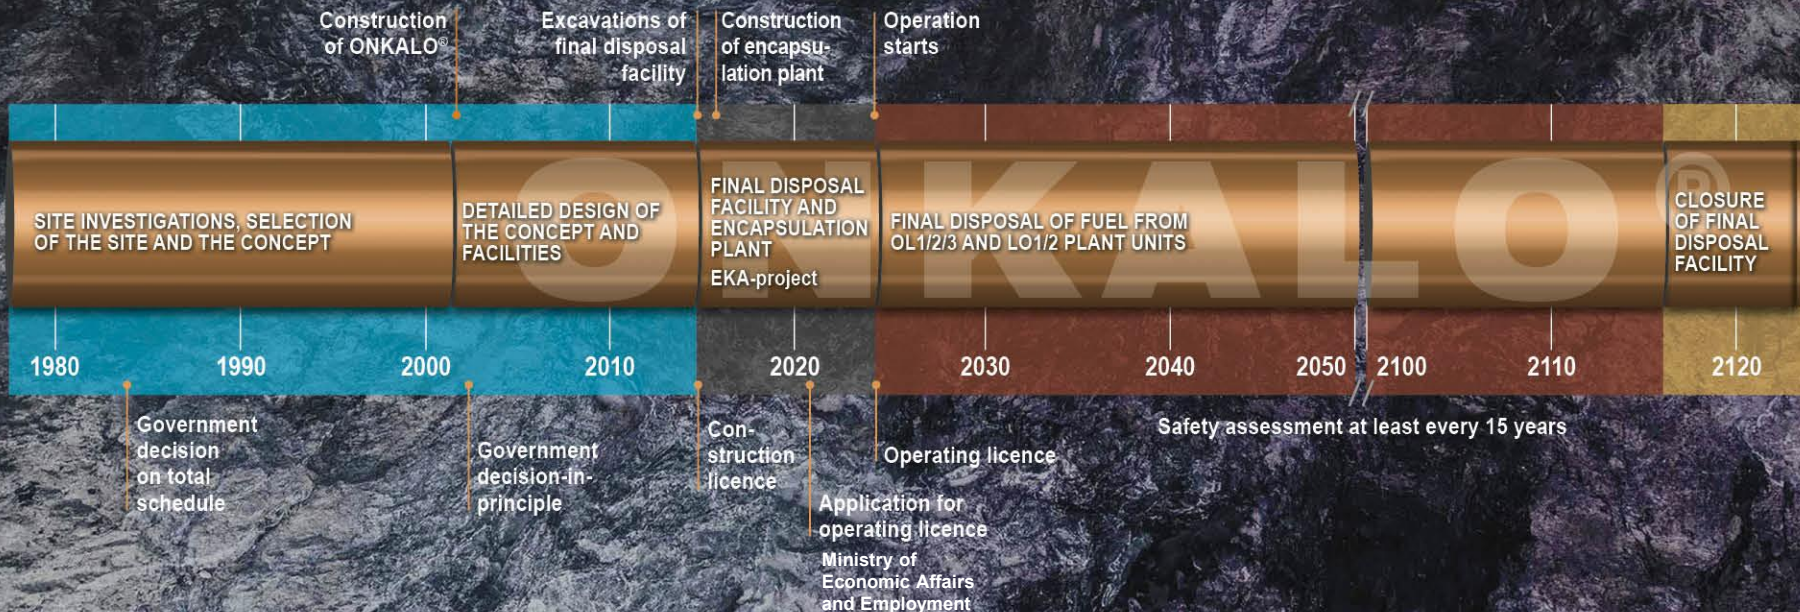 Construction
of ONKALO®
Excavations of
final disposal
facility
Construction
of encapsu-
lation plant
Operation
starts
ONKALO®
SITE INVESTIGATIONS, SELECTION
OF THE SITE AND THE CONCEPT
DETAILED DESIGN OF
THE CONCEPT AND
FACILITIES
FINAL DISPOSAL
FACILITY AND
ENCAPSULATION
PLANT
EKA-project
FINAL DISPOSAL OF FUEL FROM
OL1/2/3 AND LO1/2 PLANT UNITS
CLOSURE
OF FINAL
DISPOSAL
FACILITY
1980 1990 2000 2010 2020 2030 2040 2050 2100 2110 2120
Government
decision
on total
schedule
Government
decision-in-
principle
Con-
struction
licence
Application for
operating licence
Ministry of
Economic Affairs
and Employment
Operating licence
Safety assessment at least every 15 years